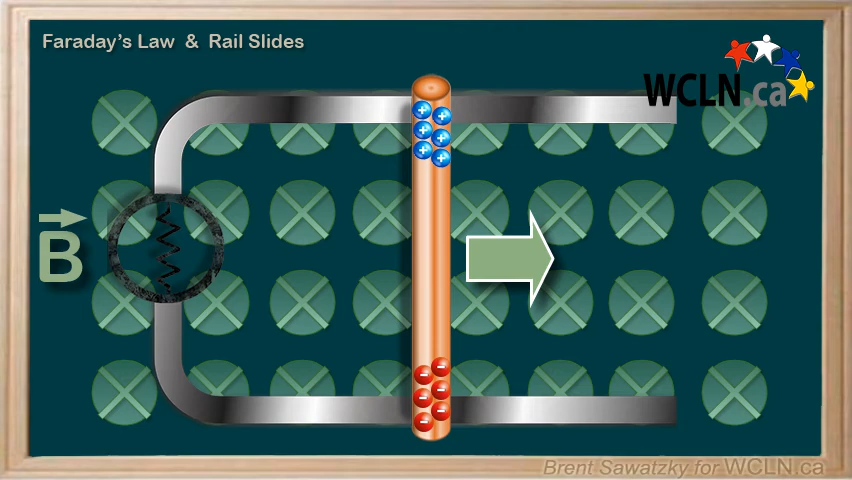 Faraday's Law & Rail Slides
WCLN.ca
B
+ +
+ +
+ +
-
-
-
-
-
-
Brent Sawatzky for WCLN.ca